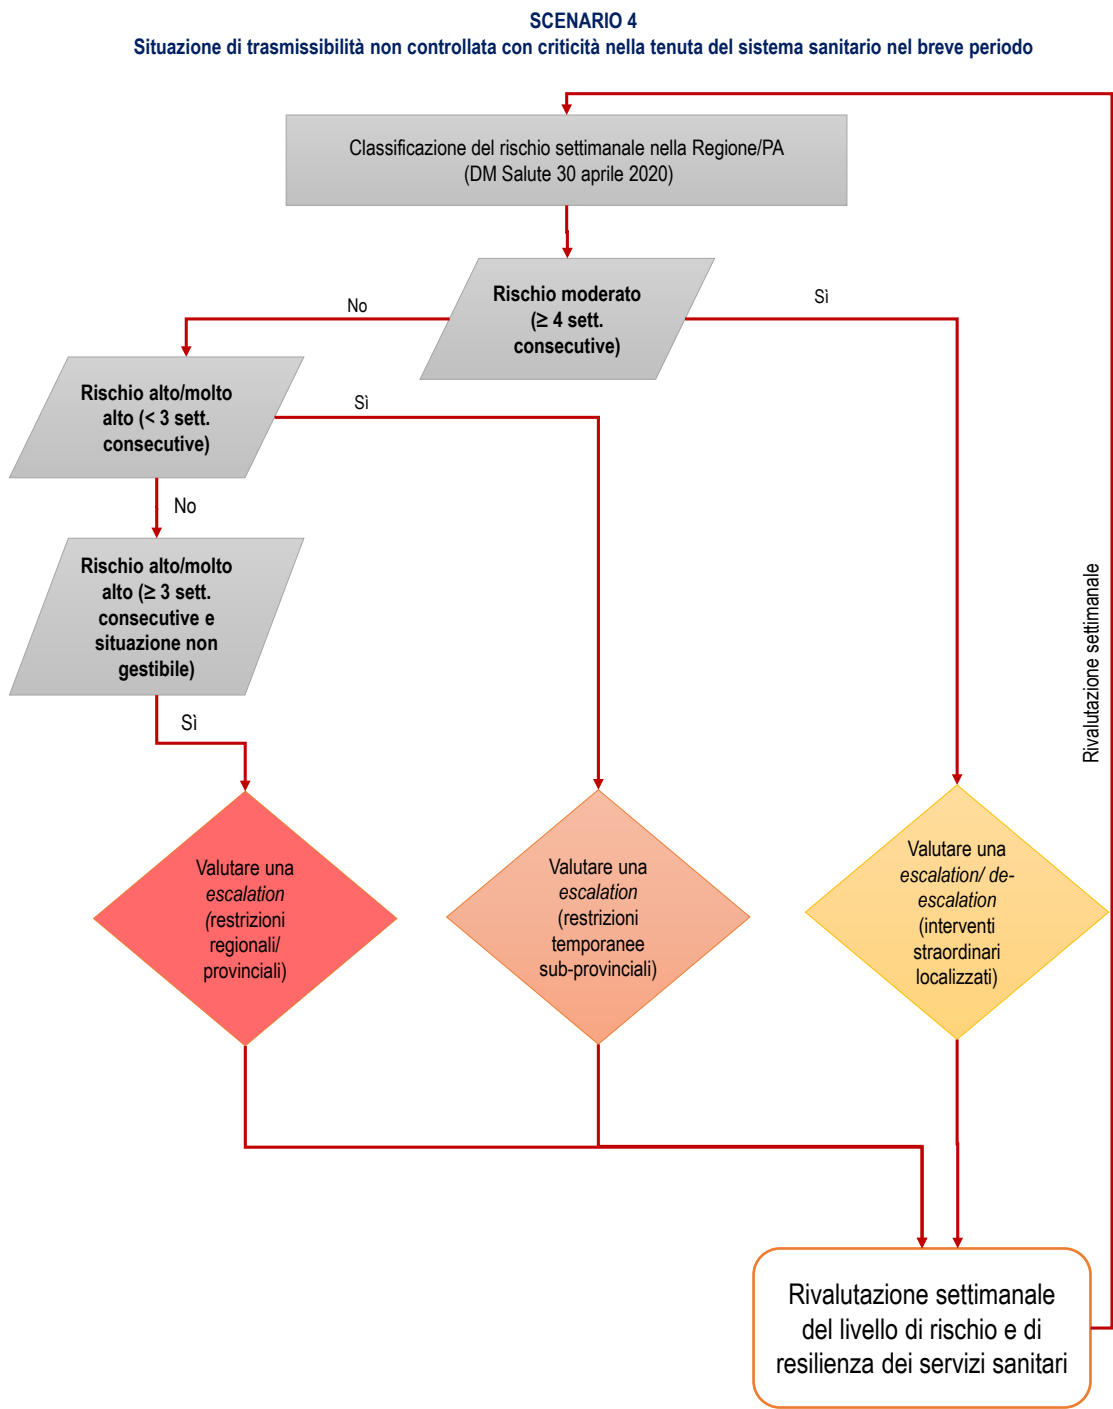 SCENARIO 4
Situazione di trasmissibilità non controllata con criticità nella tenuta del sistema sanitario nel breve periodo
Classificazione del rischio settimanale nella Regione/PA
(DM Salute 30 aprile 2020)
Rischio moderato
(≥ 4 sett.
consecutive)
No
Sì
Rischio alto/molto
alto (< 3 sett.
consecutive)
Sì
No
Rischio alto/molto
alto (≥ 3 sett.
consecutive e
situazione non
gestibile)
Sì
Rivalutazione settimanale
Valutare una
escalation
(restrizioni
regionali/
provinciali)
Valutare una
escalation
(restrizioni
temporanee
sub-provinciali)
Valutare una
escalation/ de-
escalation
(interventi
straordinari
localizzati)
Rivalutazione settimanale
del livello di rischio e di
resilienza dei servizi sanitari